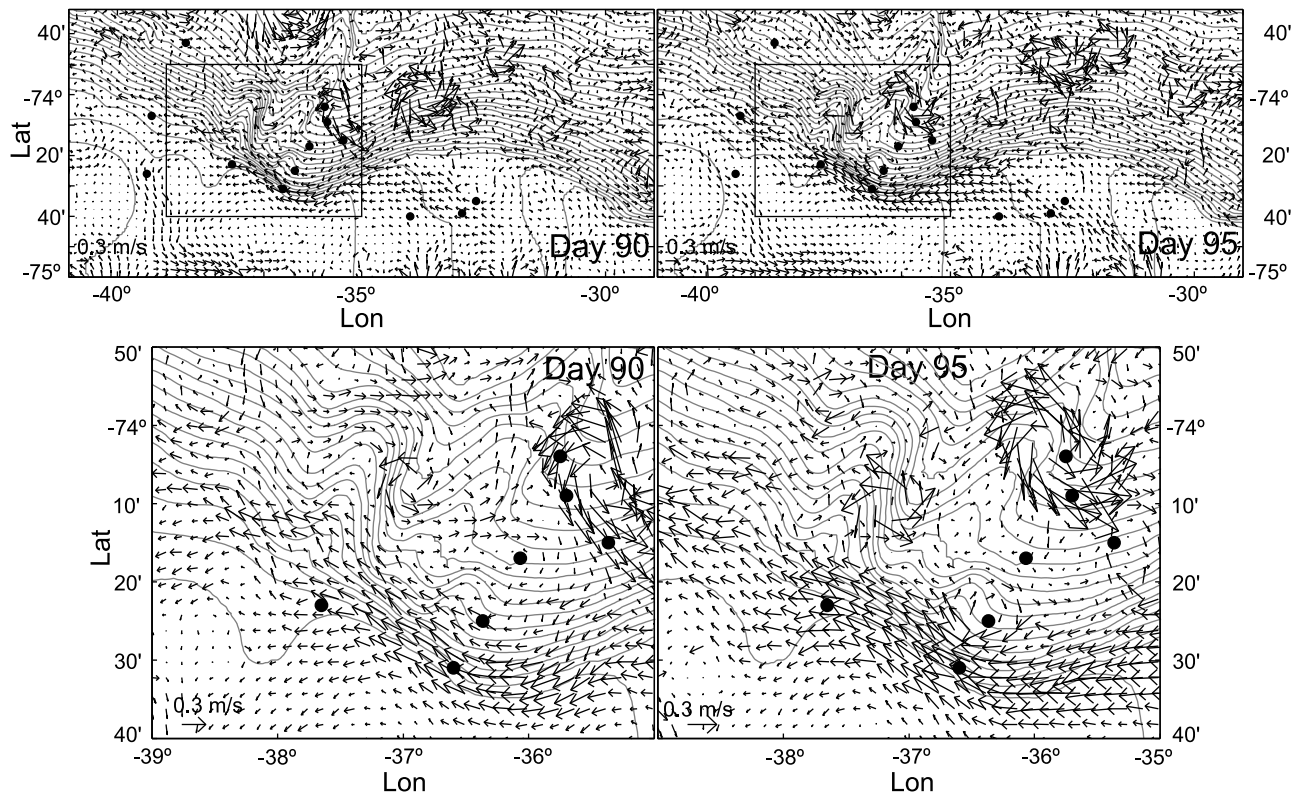 40'
-74º
20'
40'
-75º
Lat
0.3 m/s
Day 90
-40º
-35º
-30º
Lon
0.3 m/s
Day 95
40'
-74º
20'
40'
-75º
-40º
-35º
-30º
Lon
50'
-74º
10'
20'
30'
40'
Lat
Day 90
0.3 m/s
-39
-38º
-37º
-36º
Lon
Day 95
0.3 m/s
50'
-74º
10'
20'
30'
40'
-38º
-37º
-36º
-35º
Lon